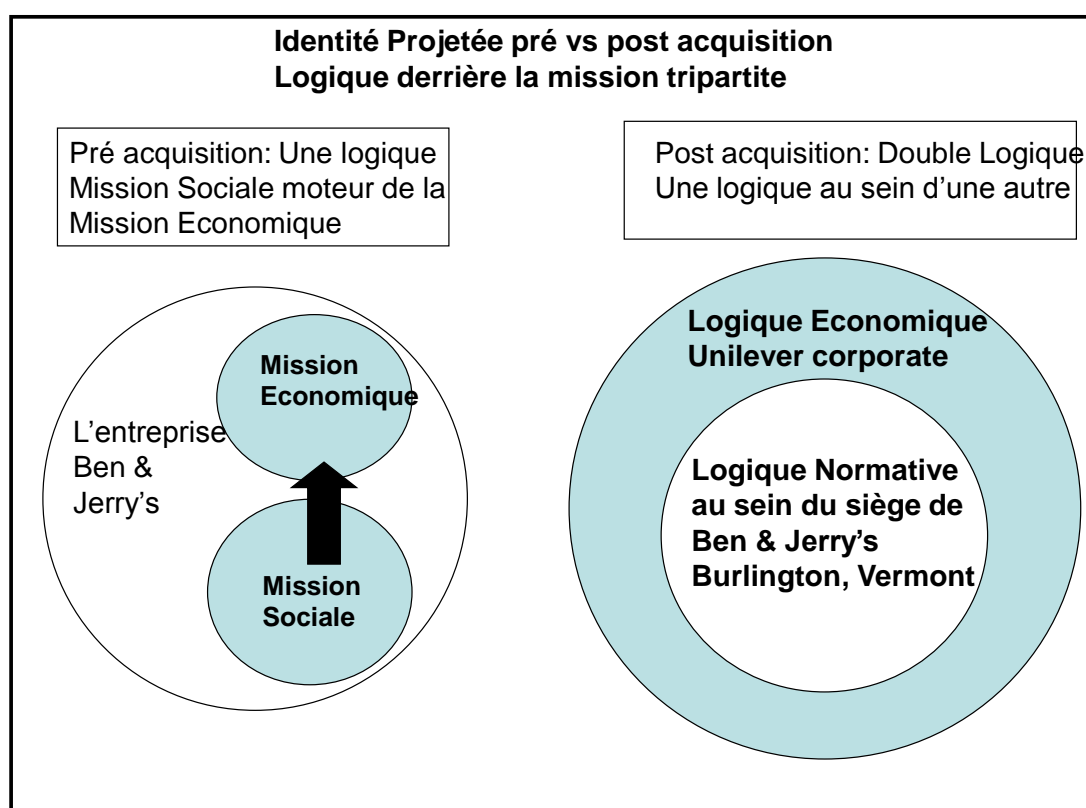 Identité Projetée pré vs post acquisition
Logique derrière la mission tripartite
Pré acquisition: Une logique
Mission Sociale moteur de la
Mission Economique
Post acquisition: Double Logique
Une logique au sein d'une autre
L'entreprise
Ben &
Jerry's
Mission
Economique
Mission
Sociale
Logique Economique
Unilever corporate
Logique Normative
au sein du siège de
Ben & Jerry's
Burlington, Vermont